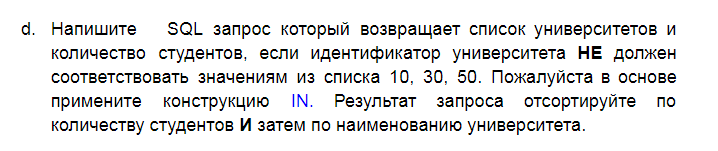 d. Напишите SQL запрос который возвращает список университетов и
количество студентов, если идентификатор университета НЕ должен
соответствовать значениям из списка 10, 30, 50. Пожалуйста в основе
примените конструкцию IN. Результат запроса отсортируйте по
количеству студентов И затем по наименованию университета.